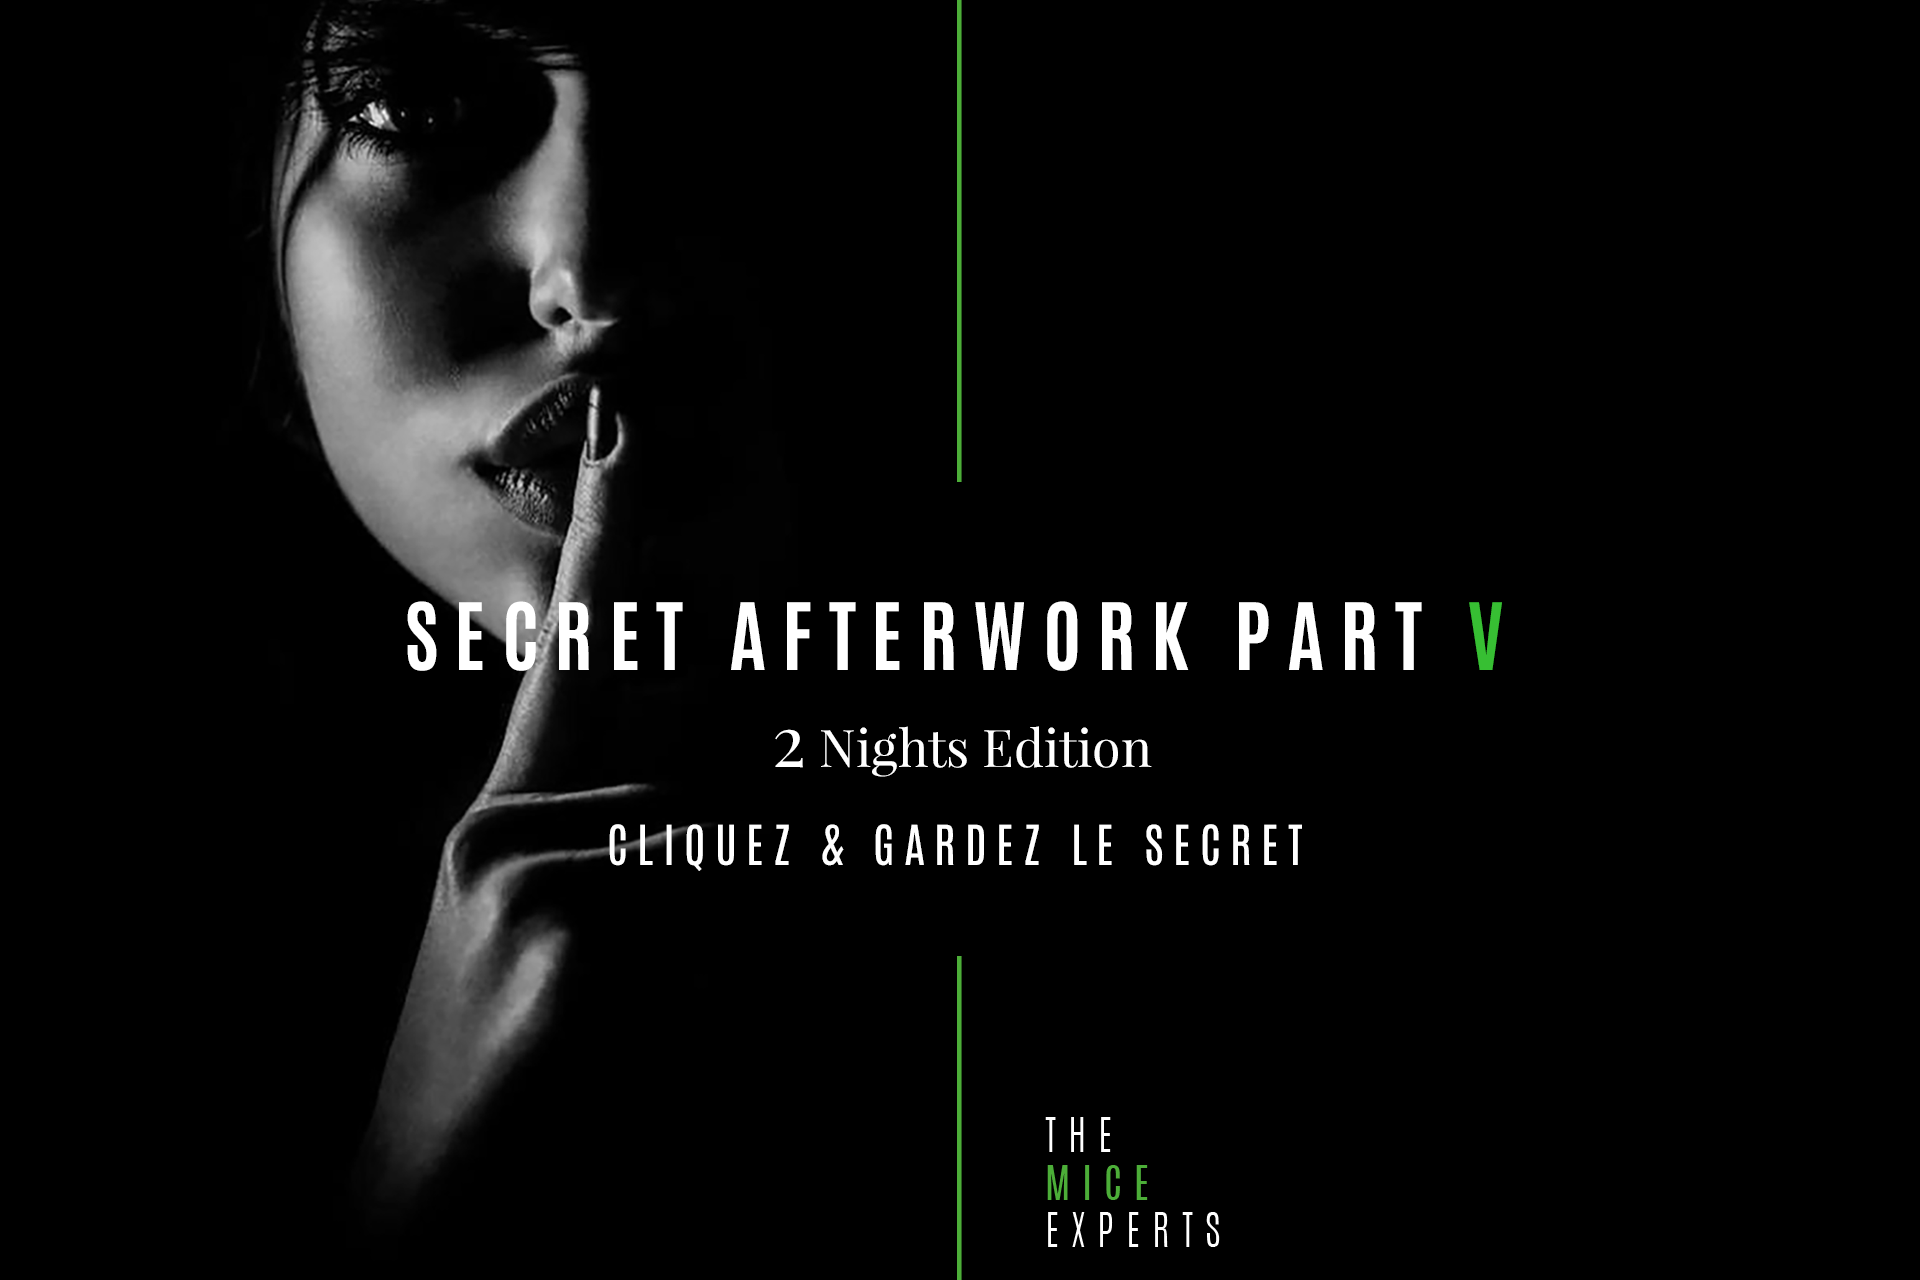 SECRET AFTERWORK PART V
2 Nights Edition
CLIQUEZ & GARDEZ LE SECRET
THE
MICE
EXPERTS